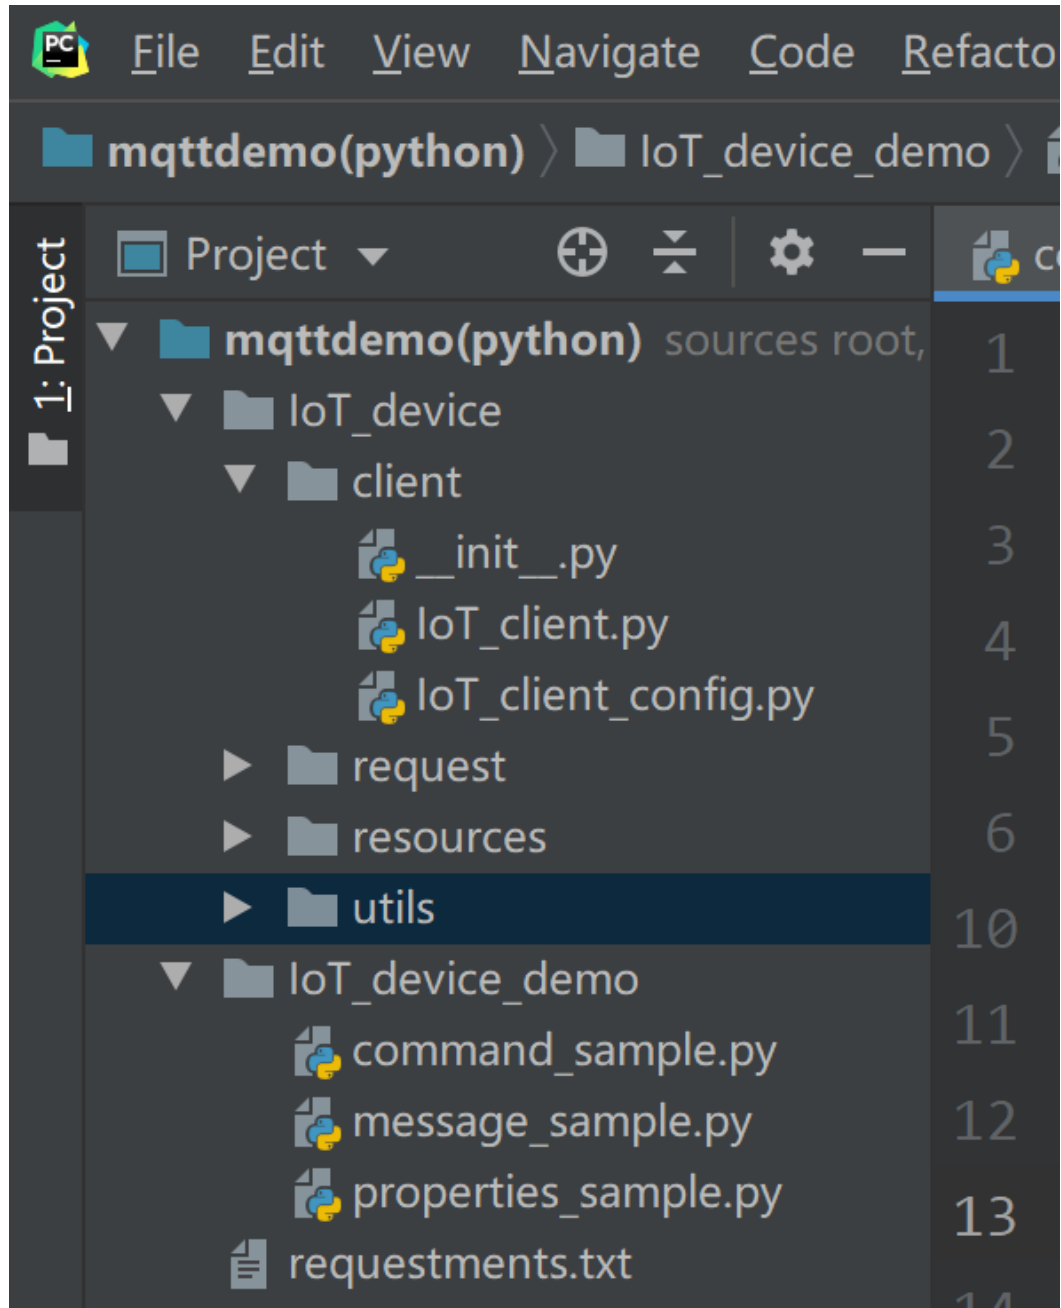 PC File Edit View Navigate Code Refacto
mqttdemo(python) IoT_device_demo
1: Project
Project
mqttdemo(python) sources root,
IoT_device
client
__init__.py
IoT_client.py
IoT_client_config.py
request
resources
utils
IoT_device_demo
command_sample.py
message_sample.py
properties_sample.py
requestments.txt
1
2
3
4
5
6
10
11
12
13
14